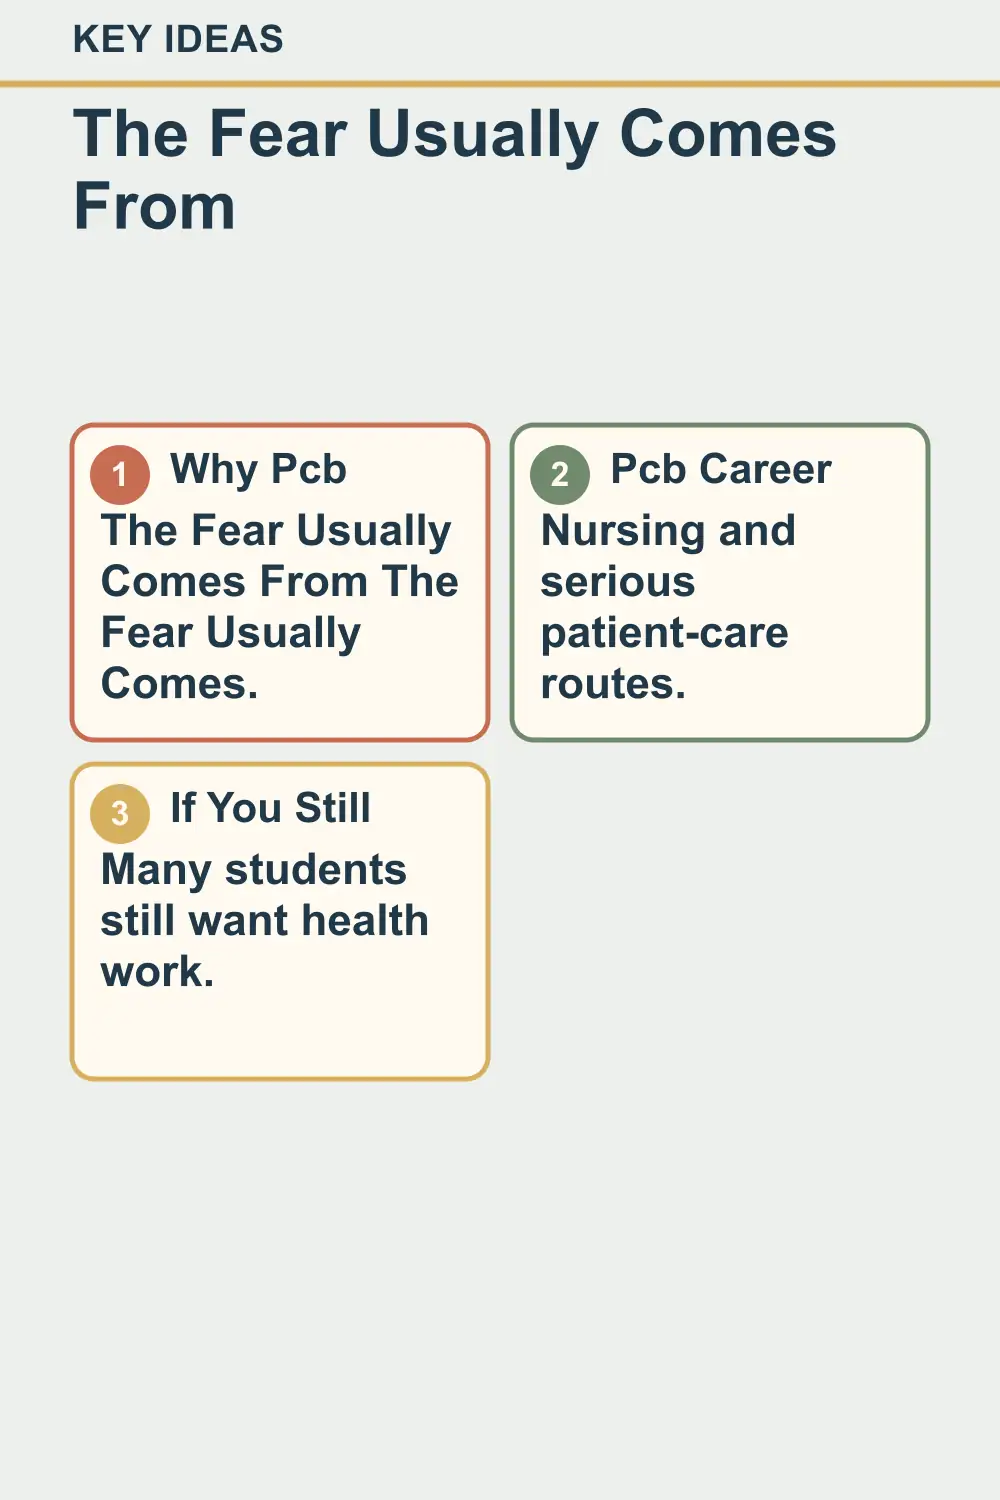 KEY IDEAS
The Fear Usually Comes
From
1 Why Pcb
The Fear Usually
Comes From The
Fear Usually
Comes.
2 Pcb Career
Nursing and
serious
patient-care
routes.
3 If You Still
Many students
still want health
work.